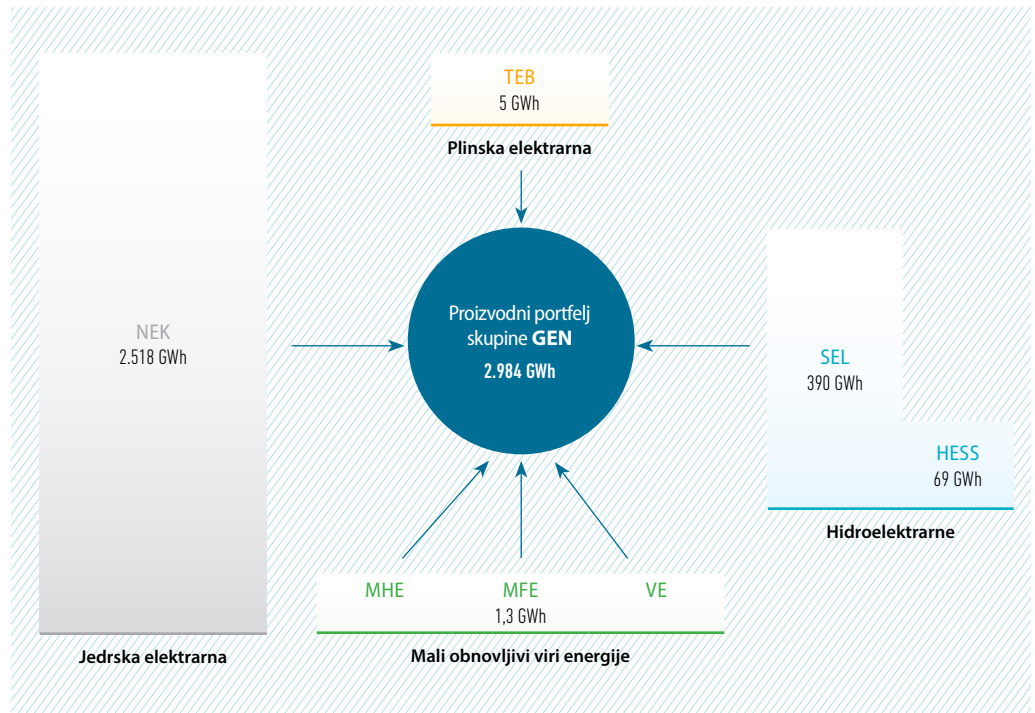 TEB
5 GWh
Plinska elektrarna
NEK
2.518 GWh
Jedrska elektrarna
Proizvodni portfelj
skupine GEN
2.984 GWh
SEL
390 GWh
HESS
69 GWh
Hidroelektrarne
MHE MFE VE
1,3 GWh
Mali obnovljivi viri energije